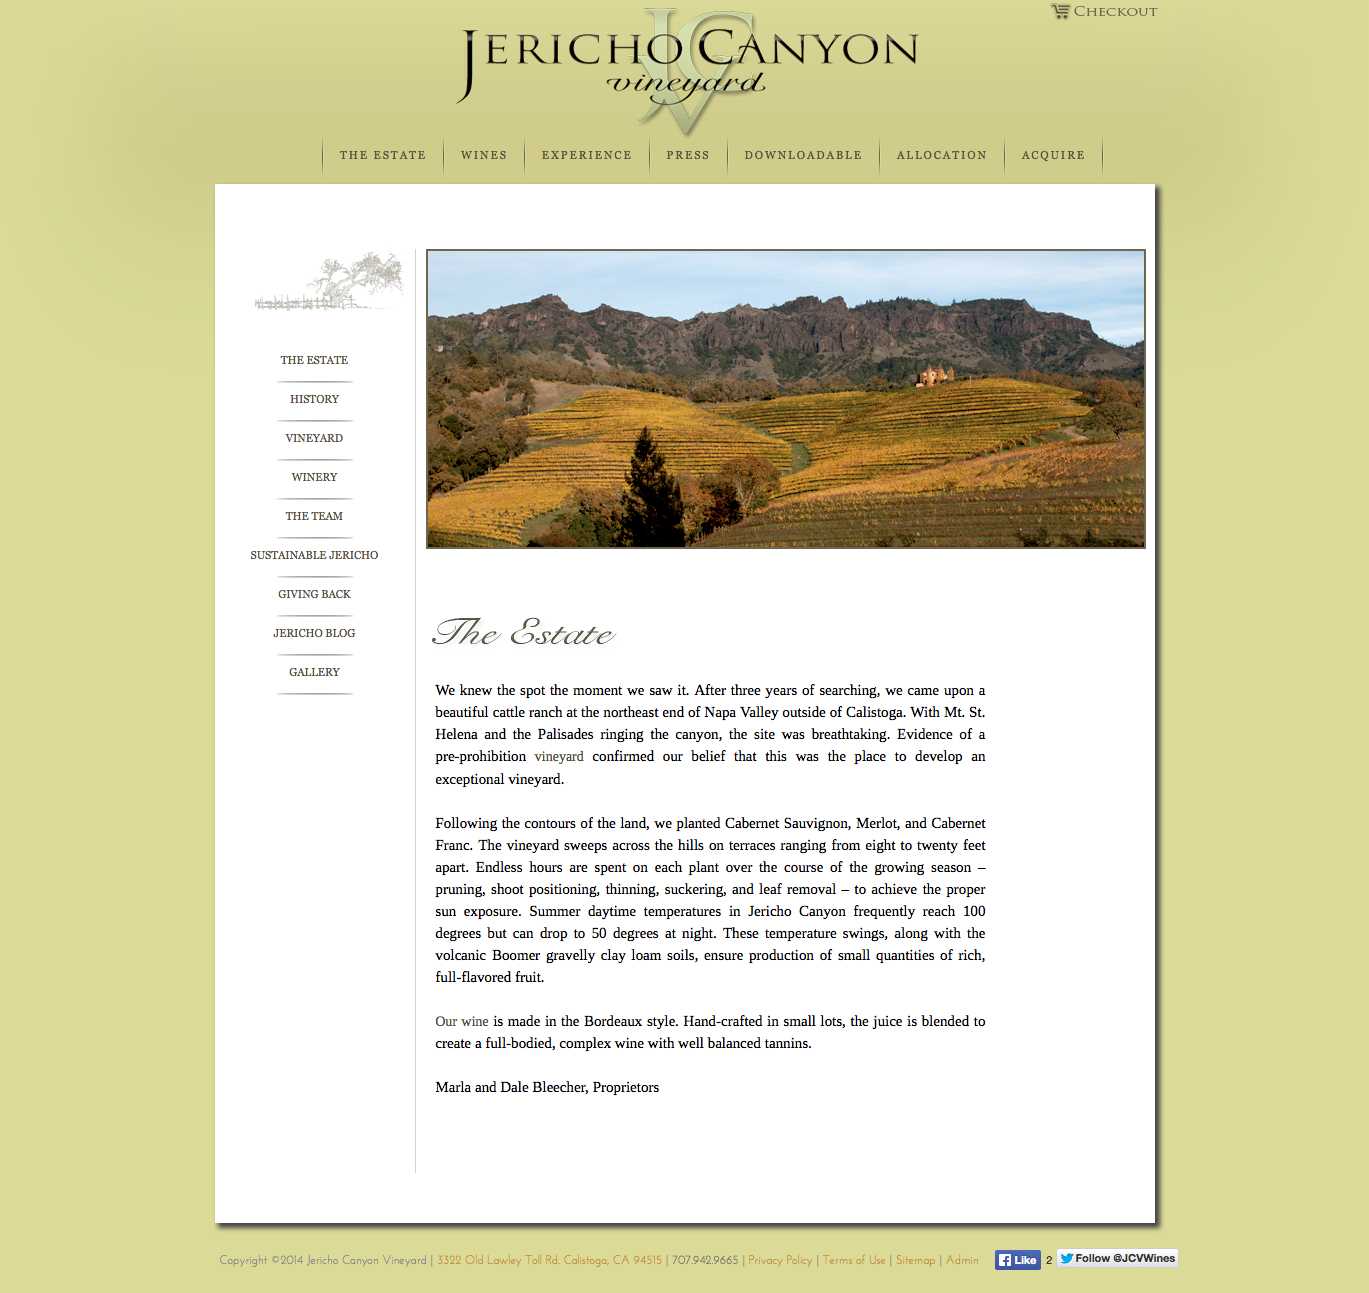 Checkout
JERICHO CANYON
vineyard
JCV
THE ESTATE
WINES
EXPERIENCE
PRESS
DOWNLOADABLE
ALLOCATION
ACQUIRE
THE ESTATE
HISTORY
VINEYARD
WINERY
THE TEAM
SUSTAINABLE JERICHO
GIVING BACK
JERICHO BLOG
GALLERY
The Estate
We knew the spot the moment we saw it. After three years of searching, we came upon a
beautiful cattle ranch at the northeast end of Napa Valley outside of Calistoga. With Mt. St.
Helena and the Palisades ringing the canyon, the site was breathtaking. Evidence of a
pre-prohibition vineyard confirmed our belief that this was the place to develop an
exceptional vineyard.
Following the contours of the land, we planted Cabernet Sauvignon, Merlot, and Cabernet
Franc. The vineyard sweeps across the hills on terraces ranging from eight to twenty feet
apart. Endless hours are spent on each plant over the course of the growing season –
pruning, shoot positioning, thinning, suckering, and leaf removal – to achieve the proper
sun exposure. Summer daytime temperatures in Jericho Canyon frequently reach 100
degrees but can drop to 50 degrees at night. These temperature swings, along with the
volcanic Boomer gravelly clay loam soils, ensure production of small quantities of rich,
full-flavored fruit.
Our wine is made in the Bordeaux style. Hand-crafted in small lots, the juice is blended to
create a full-bodied, complex wine with well balanced tannins.
Marla and Dale Bleecher, Proprietors
Copyright ©2014 Jericho Canyon Vineyard | 3322 Old Lawley Toll Rd. Calistoga, CA 94515 | 707.942.9665 | Privacy Policy | Terms of Use | Sitemap | Admin
Like 2
Follow @JCVWines